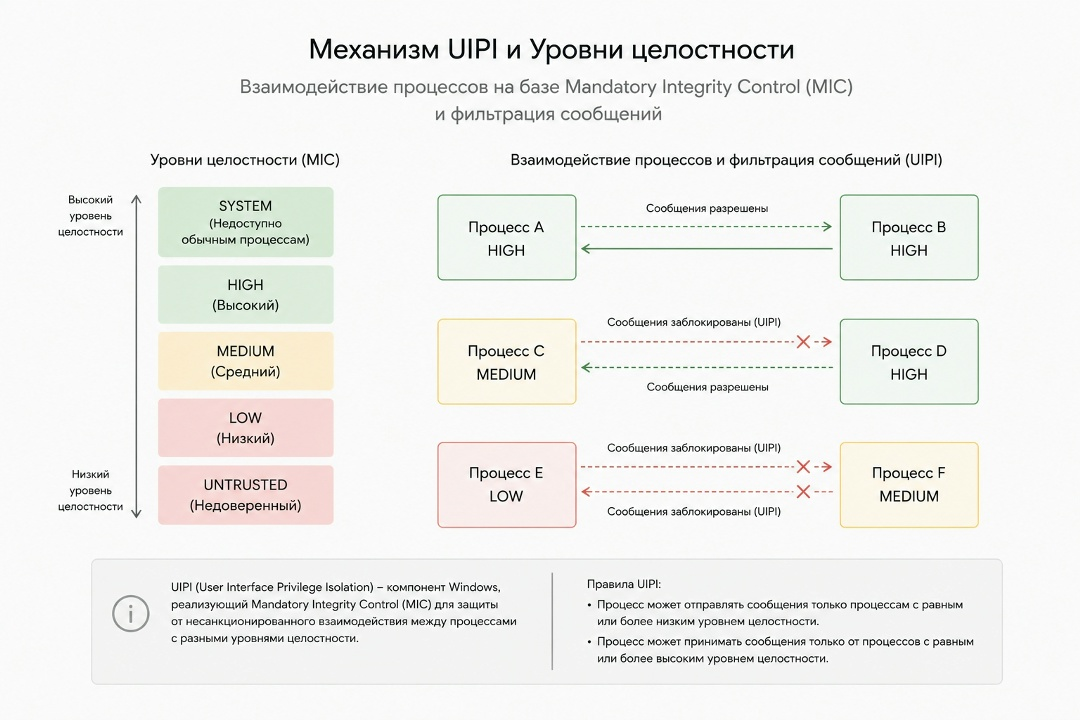 Механизм UIPI и Уровни целостности
Взаимодействие процессов на базе Mandatory Integrity Control (MIC)
и фильтрация сообщений
Уровни целостности (MIC)
Высокий
уровень
целостности
SYSTEM
(Недоступно
обычным процессам)
HIGH
(Высокий)
MEDIUM
(Средний)
LOW
(Низкий)
Низкий
уровень
целостности
UNTRUSTED
(Недоверенный)
Взаимодействие процессов и фильтрация сообщений (UIPI)
Процесс A
HIGH
Сообщения разрешены
Процесс B
HIGH
Процесс C
MEDIUM
Сообщения заблокированы (UIPI)
Сообщения разрешены
Процесс D
HIGH
Процесс E
LOW
Сообщения заблокированы (UIPI)
Сообщения заблокированы (UIPI)
Процесс F
MEDIUM
UIPI (User Interface Privilege Isolation) – компонент Windows,
реализующий Mandatory Integrity Control (MIC) для защиты
от несанкционированного взаимодействия между процессами
с разными уровнями целостности.
Правила UIPI:
• Процесс может отправлять сообщения только процессам с равным
или более низким уровнем целостности.
• Процесс может принимать сообщения только от процессов с равным
или более высоким уровнем целостности.